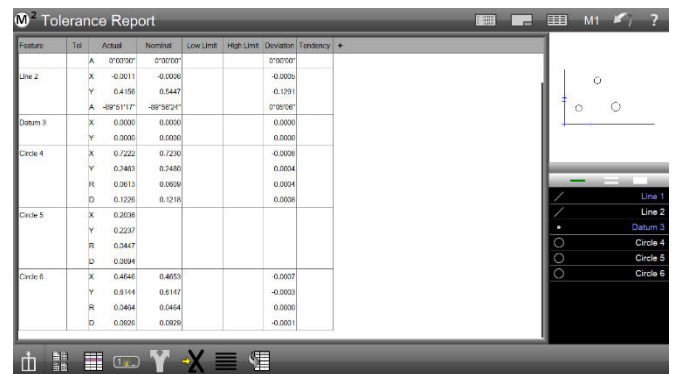 M² Tolerance Report M1 ?
Feature Tol Actual Nominal Low Limit High Limit Deviation Tendency +
A 0°00'00" 0°00'00" 0°00'00"
Line 2 X -0.0011 -0.0006 -0.0005
Y 0.4156 0.5447 -0.1291
A -89°51'17" -89°56'24" 0°05'06"
Datum 3 X 0.0000 0.0000 0.0000
Y 0.0000 0.0000 0.0000
Circle 4 X 0.7222 0.7230 -0.0008
Y 0.2463 0.2460 0.0004
R 0.0613 0.0609 0.0004
D 0.1226 0.1218 0.0008
Circle 5 X 0.2036
Y 0.2237
R 0.0447
D 0.0894
Circle 6 X 0.4646 0.4653 -0.0007
Y 0.6144 0.6147 -0.0003
R 0.0464 0.0464 0.0000
D 0.0928 0.0929 -0.0001
Line 1
Line 2
Datum 3
Circle 4
Circle 5
Circle 6